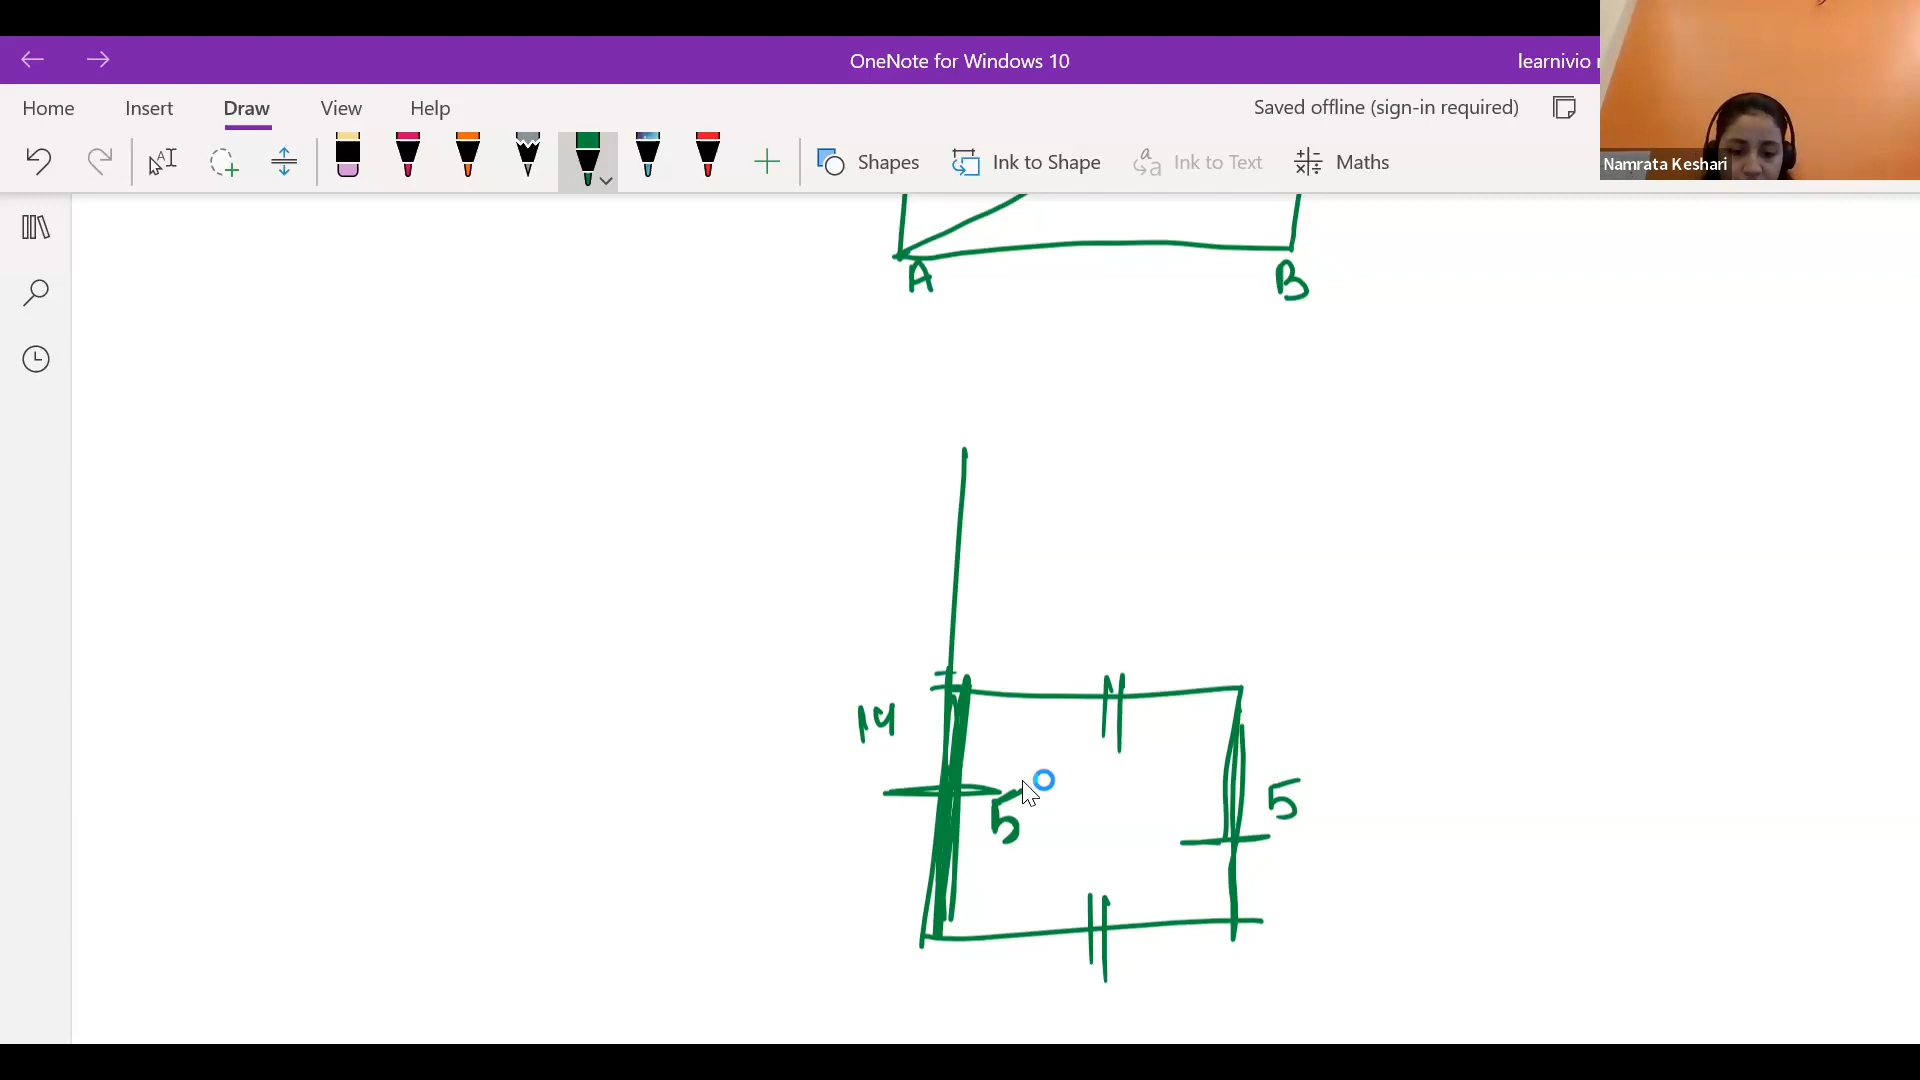 OneNote for Windows 10
learnivio
Home Insert Draw View Help
Saved offline (sign-in required)
Shapes Ink to Shape Ink to Text Maths
Namrata Keshari
A B
14
5 5